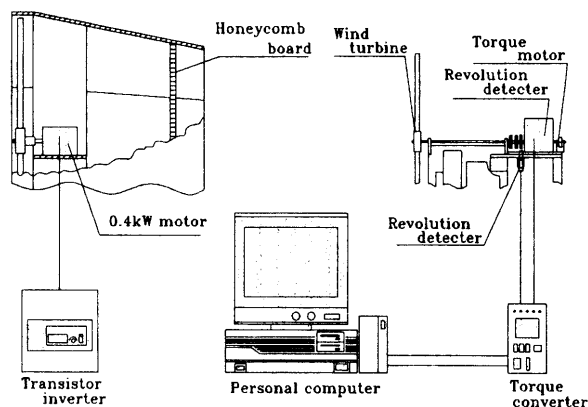 Honeycomb
board
Wind
turbine
Torque
motor
Revolution
detecter
0.4kW motor
Revolution
detecter
Transistor
inverter
Personal computer
Torque
converter